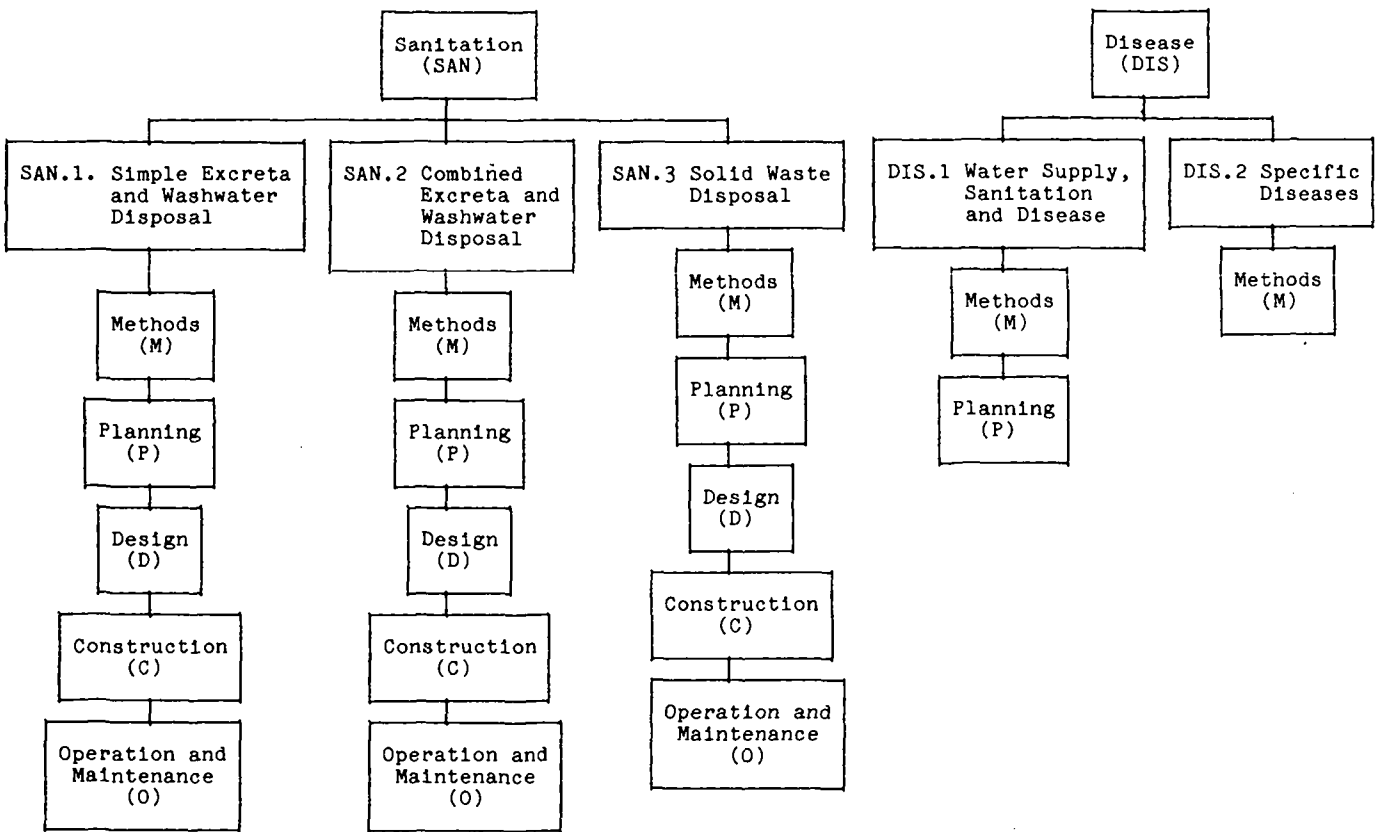 Sanitation
(SAN)
Disease
(DIS)
SAN.1. Simple Excreta
and Washwater
Disposal
SAN.2 Combined
Excreta and
Washwater
Disposal
SAN.3 Solid Waste
Disposal
DIS.1 Water Supply,
Sanitation
and Disease
DIS.2 Specific
Diseases
Methods
(M)
Planning
(P)
Design
(D)
Construction
(C)
Operation and
Maintenance
(O)
Methods
(M)
Planning
(P)
Design
(D)
Construction
(C)
Operation and
Maintenance
(O)
Methods
(M)
Planning
(P)
Design
(D)
Construction
(C)
Operation and
Maintenance
(O)
Methods
(M)
Planning
(P)
Methods
(M)